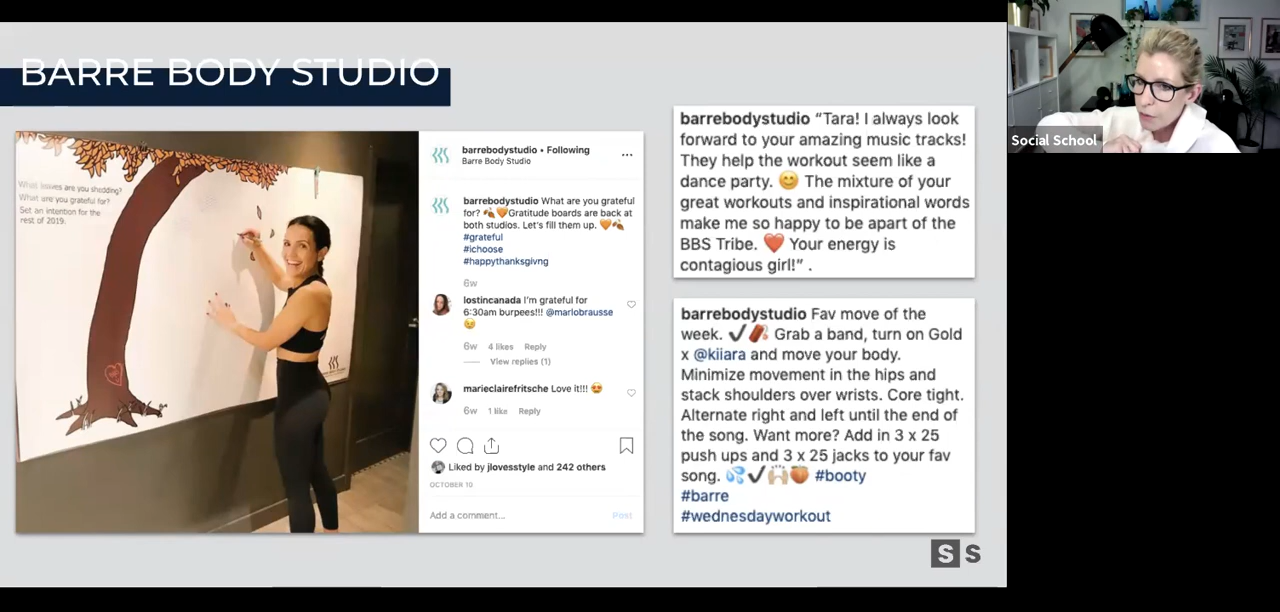 BARRE BODY STUDIO
What leaves are you shedding?
What are you grateful for?
Set an intention for the
rest of 2019.
barrebodystudio • Following
Barre Body Studio
barrebodystudio What are you grateful
for? 🍂🧡Gratitude boards are back at
both studios. Let's fill them up. 🧡🍂
#grateful
#ichoose
#happythanksgivng
6w
lostincanada I'm grateful for
6:30am burpees!!! @marlobrausse
😉
6w 4 likes Reply
View replies (1)
marieclairefritsche Love it!!! 😍
6w 1 like Reply
Liked by jlovesstyle and 242 others
OCTOBER 10
Add a comment... Post
barrebodystudio “Tara! I always look
forward to your amazing music tracks!
They help the workout seem like a
dance party. 😊 The mixture of your
great workouts and inspirational words
make me so happy to be apart of the
BBS Tribe. ❤️ Your energy is
contagious girl!” .
barrebodystudio Fav move of the
week. ✔️🧨 Grab a band, turn on Gold
x @kiiara and move your body.
Minimize movement in the hips and
stack shoulders over wrists. Core tight.
Alternate right and left until the end of
the song. Want more? Add in 3 x 25
push ups and 3 x 25 jacks to your fav
song. 💦✔️🙌🏼🍑 #booty
#barre
#wednesdayworkout
S S
Social School